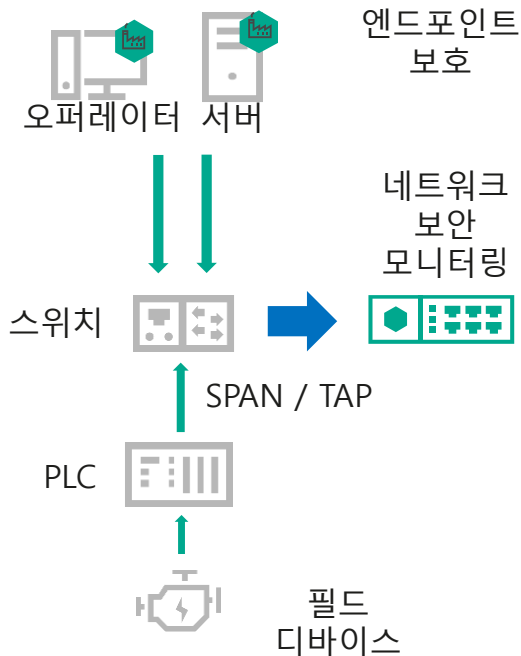 엔드포인트
보호
오퍼레이터
서버
네트워크
보안
모니터링
스위치
SPAN / TAP
PLC
필드
디바이스